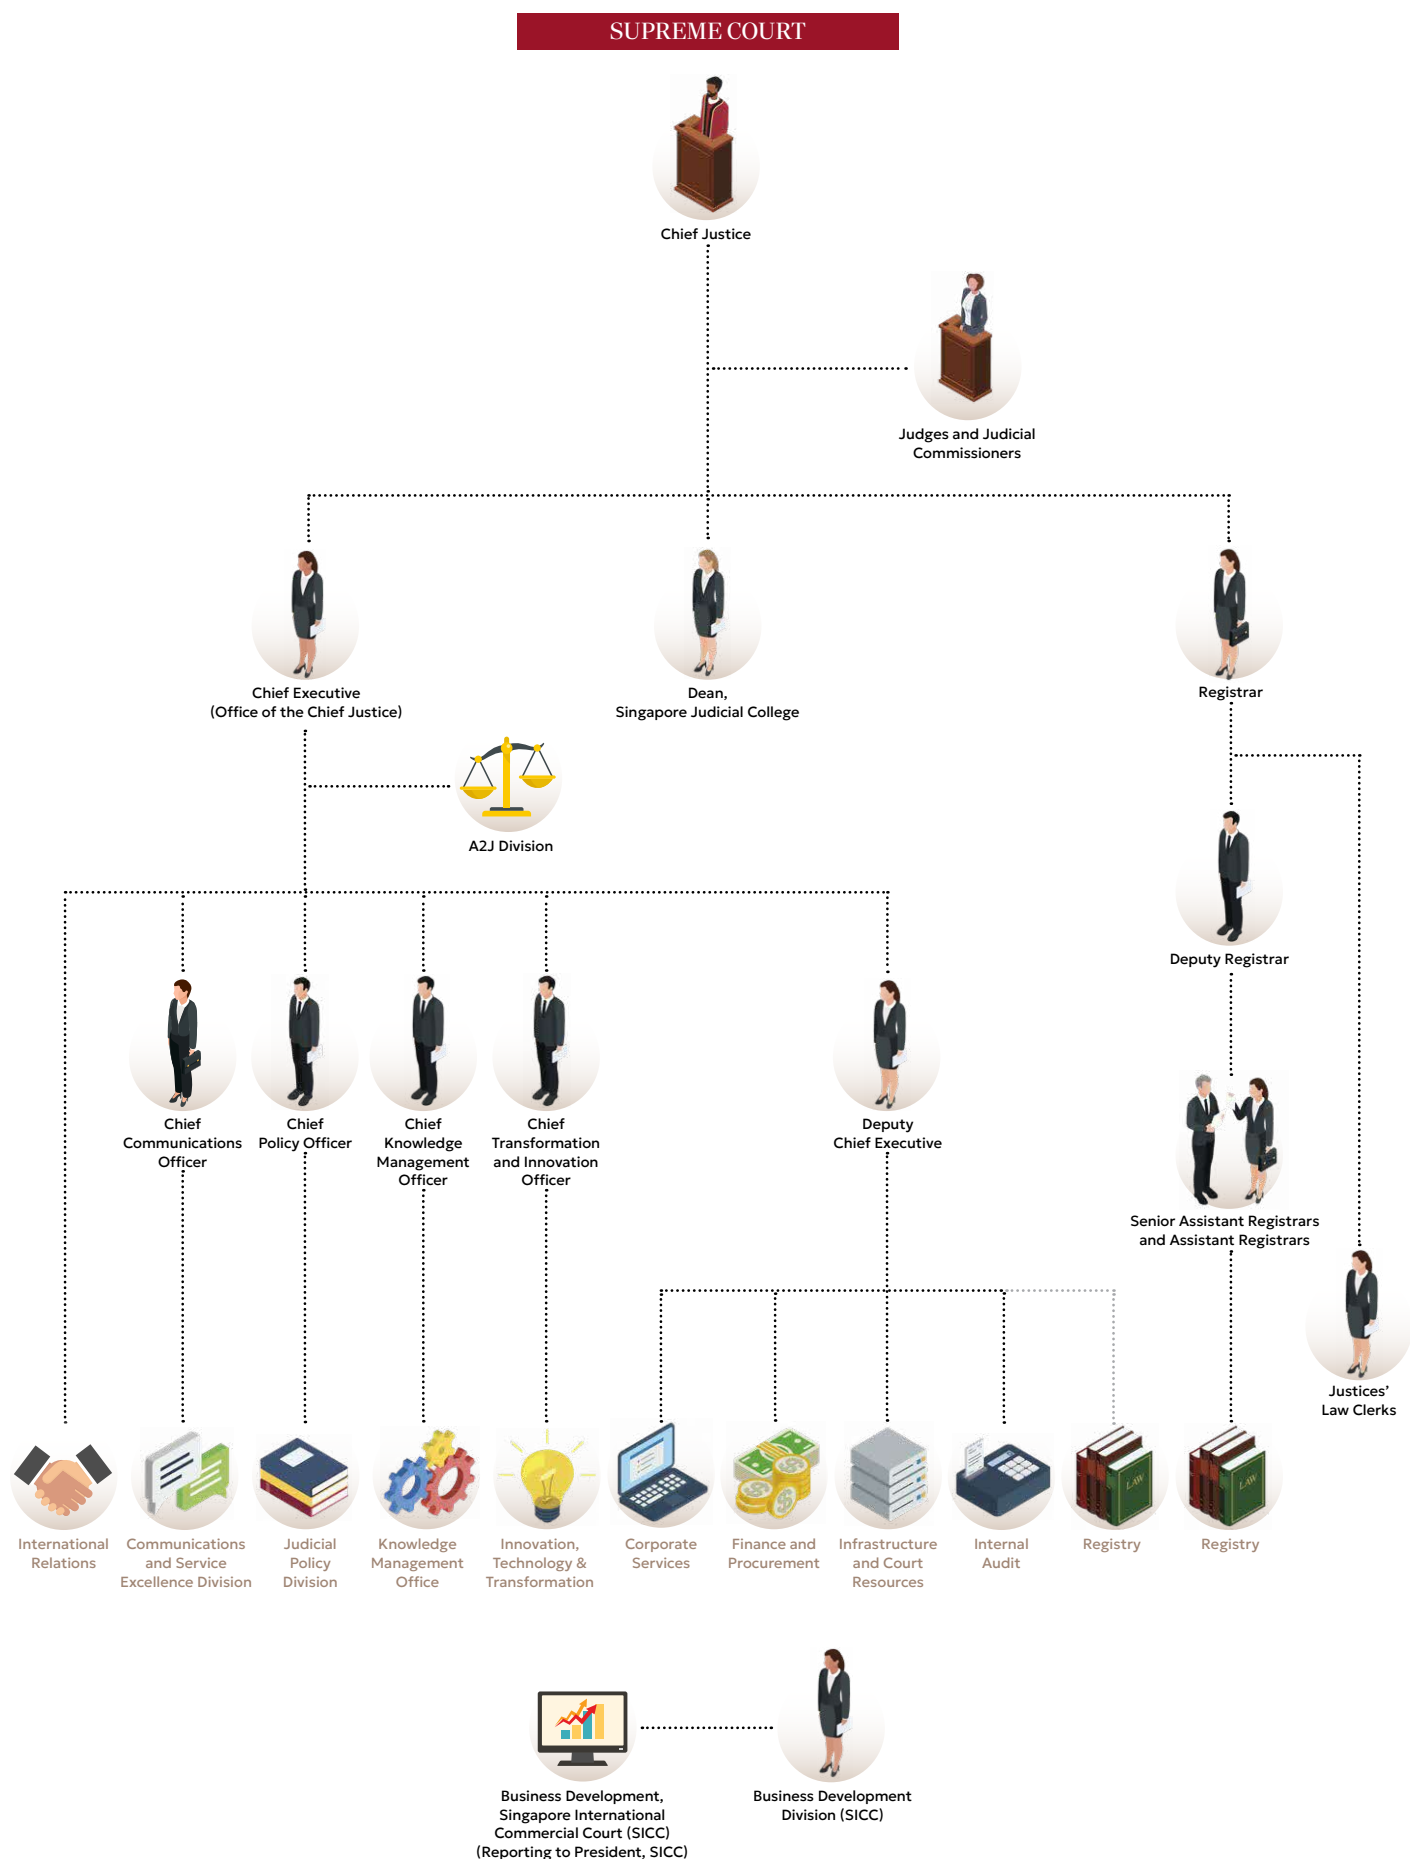 SUPREME COURT
Chief Justice
Judges and Judicial
Commissioners
Chief Executive
(Office of the Chief Justice)
Dean,
Singapore Judicial College
Registrar
A2J Division
Deputy Registrar
Chief
Communications
Officer
Chief
Policy Officer
Chief
Knowledge
Management
Officer
Chief
Transformation
and Innovation
Officer
Deputy
Chief Executive
Senior Assistant Registrars
and Assistant Registrars
Justices’
Law Clerks
LAW
LAW
International
Relations
Communications
and Service
Excellence Division
Judicial
Policy
Division
Knowledge
Management
Office
Innovation,
Technology &
Transformation
Corporate
Services
Finance and
Procurement
Infrastructure
and Court
Resources
Internal
Audit
Registry
Registry
Business Development,
Singapore International
Commercial Court (SICC)
(Reporting to President, SICC)
Business Development
Division (SICC)